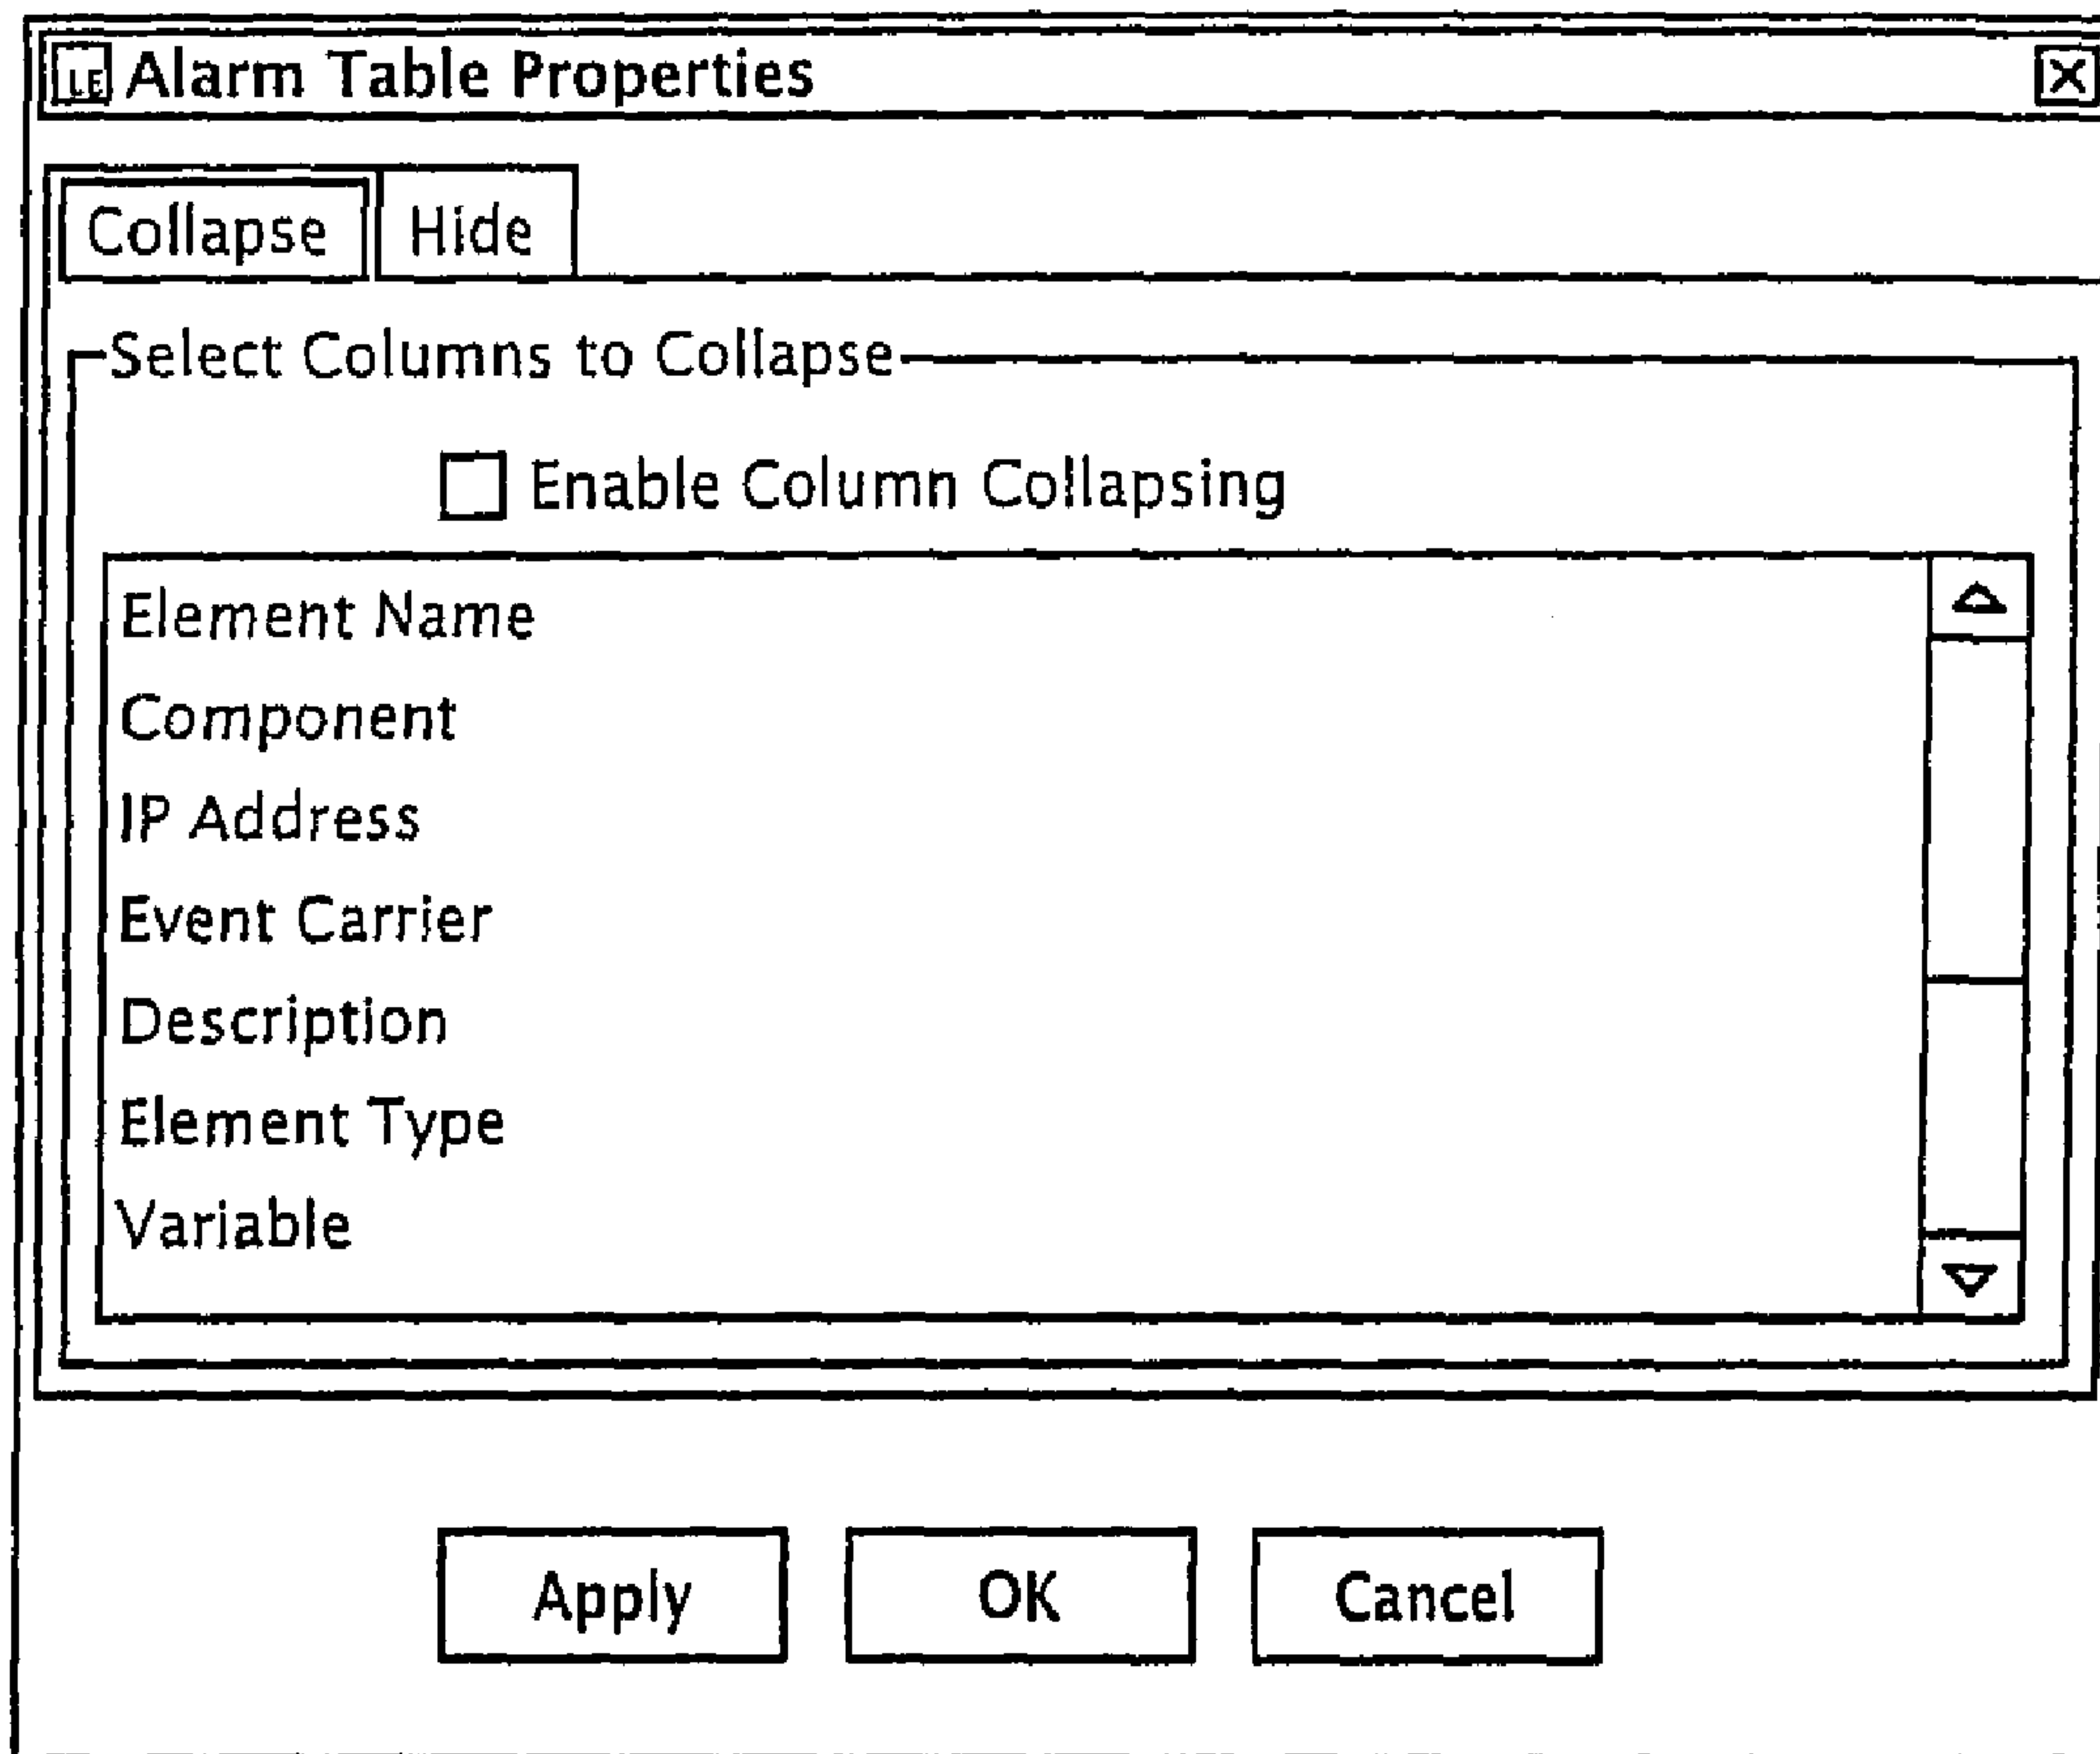 LE Alarm Table Properties X
Collapse Hide
Select Columns to Collapse
Enable Column Collapsing
Element Name
Component
IP Address
Event Carrier
Description
Element Type
Variable
Apply OK Cancel